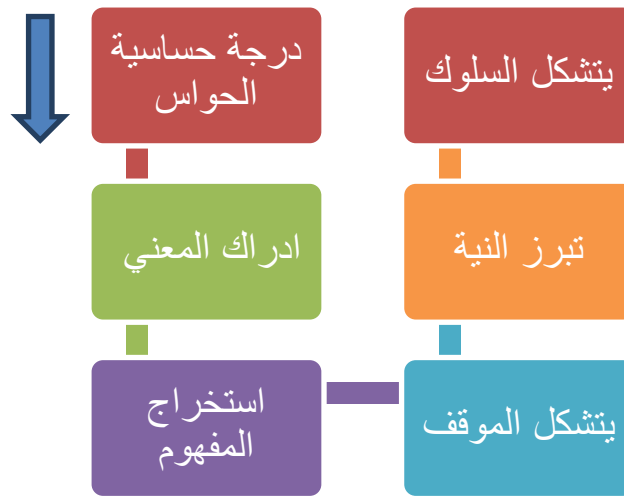 درجة حساسية
الحواس
ادراك المعني
استخراج
المفهوم
يتشكل الموقف
تبرز النية
يتشكل السلوك